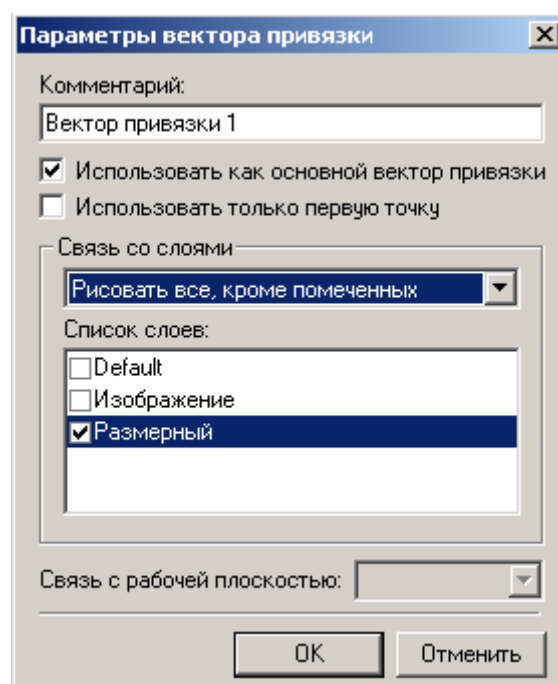 Параметры вектора привязки
Комментарий:
Вектор привязки 1
Использовать как основной вектор привязки
Использовать только первую точку
Связь со слоями
Рисовать все, кроме помеченных
Список слоев:
Default
Изображение
Размерный
Связь с рабочей плоскостью:
OK
Отменить